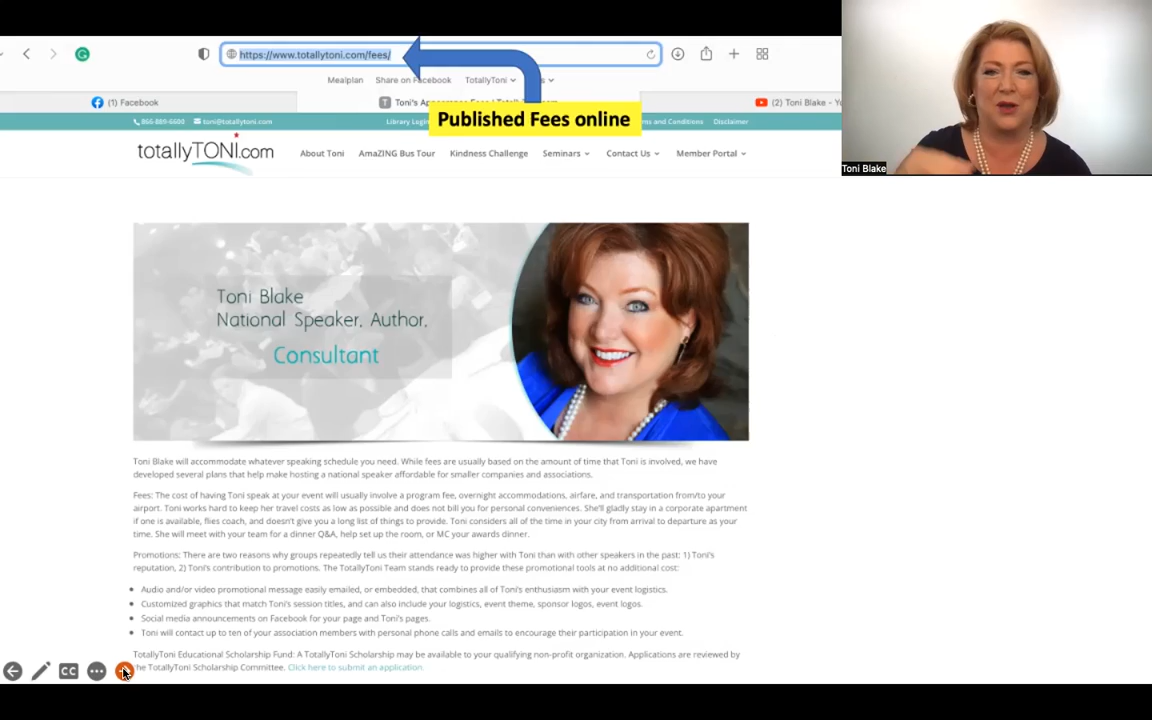 https://www.totallytoni.com/fees/
Mealplan Share on Facebook TotallyToni
(1) Facebook
T Toni's
(2) Toni Blake - Yo
Published Fees online
866-889-6600 toni@totallytoni.com Library Login ms and Conditions Disclaimer
totallyTONI.com
About Toni AmaZING Bus Tour Kindness Challenge Seminars Contact Us Member Portal
Toni Blake
Toni Blake
National Speaker, Author,
Consultant
Toni Blake will accommodate whatever speaking schedule you need. While fees are usually based on the amount of time that Toni is involved, we have
developed several plans that help make hosting a national speaker affordable for smaller companies and associations.
Fees: The cost of having Toni speak at your event will usually involve a program fee, overnight accommodations, airfare, and transportation from/to your
airport. Toni works hard to keep her travel costs as low as possible and does not bill you for personal conveniences. She'll gladly stay in a corporate apartment
if one is available, flies coach, and doesn't give you a long list of things to provide. Toni considers all of the time in your city from arrival to departure as your
time. She will meet with your team for a dinner Q&A, help set up the room, or MC your awards dinner.
Promotions: There are two reasons why groups repeatedly tell us their attendance was higher with Toni than with other speakers in the past: 1) Toni's
reputation, 2) Toni's contribution to promotions. The TotallyToni Team stands ready to provide these promotional tools at no additional cost:
Audio and/or video promotional message easily emailed, or embedded, that combines all of Toni's enthusiasm with your event logistics.
Customized graphics that match Toni's session titles, and can also include your logistics, event theme, sponsor logos, event logos.
Social media announcements on Facebook for your page and Toni's pages.
Toni will contact up to ten of your association members with personal phone calls and emails to encourage their participation in your event.
TotallyToni Educational Scholarship Fund: A TotallyToni Scholarship may be available to your qualifying non-profit organization. Applications are reviewed by
the TotallyToni Scholarship Committee. Click here to submit an application.
CC